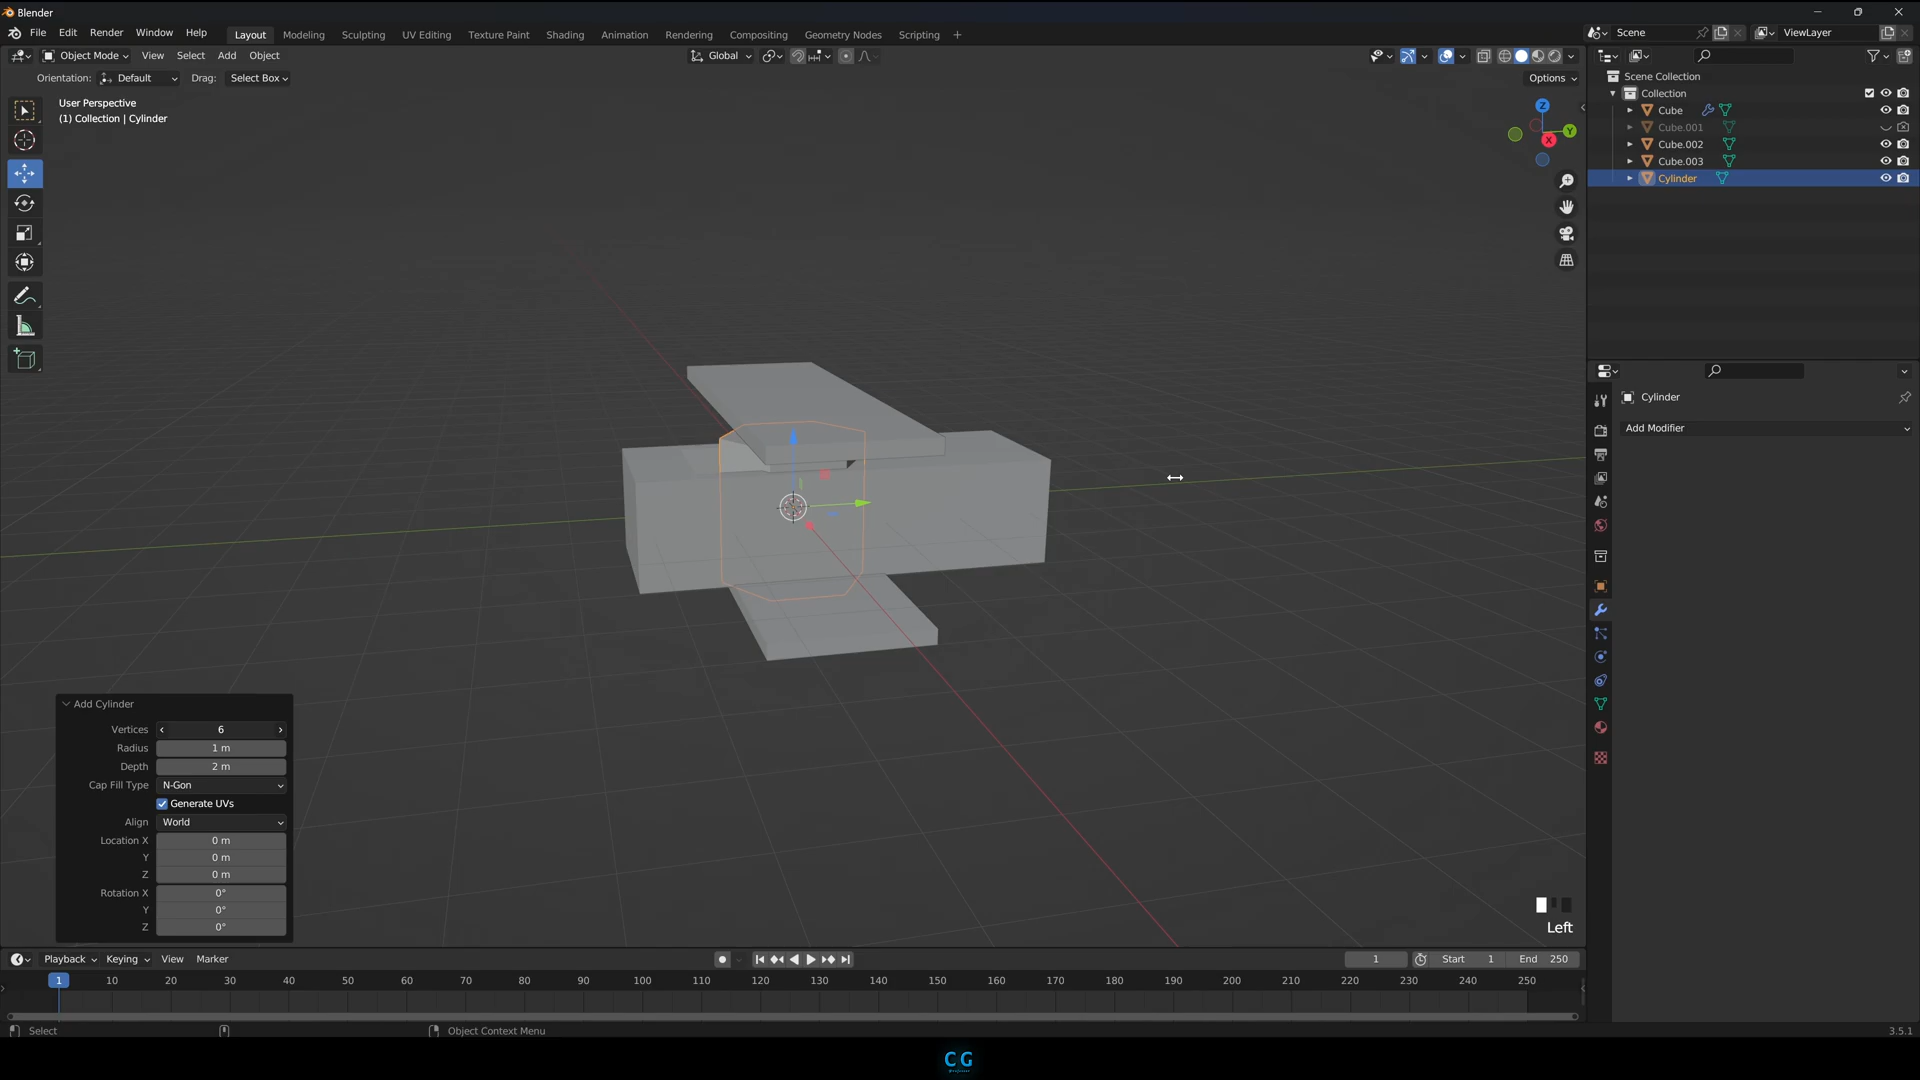 Blender
File Edit Render Window Help
Layout Modeling Sculpting UV Editing Texture Paint Shading Animation Rendering Compositing Geometry Nodes Scripting +
Scene ViewLayer
Object Mode View Select Add Object Global
Orientation: Default Drag: Select Box Options
User Perspective
(1) Collection | Cylinder
Z
Y
X
Scene Collection
Collection
Cube
Cube.001
Cube.002
Cube.003
Cylinder
Cylinder
Add Modifier
Add Cylinder
Vertices 6
Radius 1 m
Depth 2 m
Cap Fill Type N-Gon
Generate UVs
Align World
Location X 0 m
Y 0 m
Z 0 m
Rotation X 0°
Y 0°
Z 0°
Left
Playback Keying View Marker 1 Start 1 End 250
1 10 20 30 40 50 60 70 80 90 100 110 120 130 140 150 160 170 180 190 200 210 220 230 240 250
Select Object Context Menu 3.5.1
CG